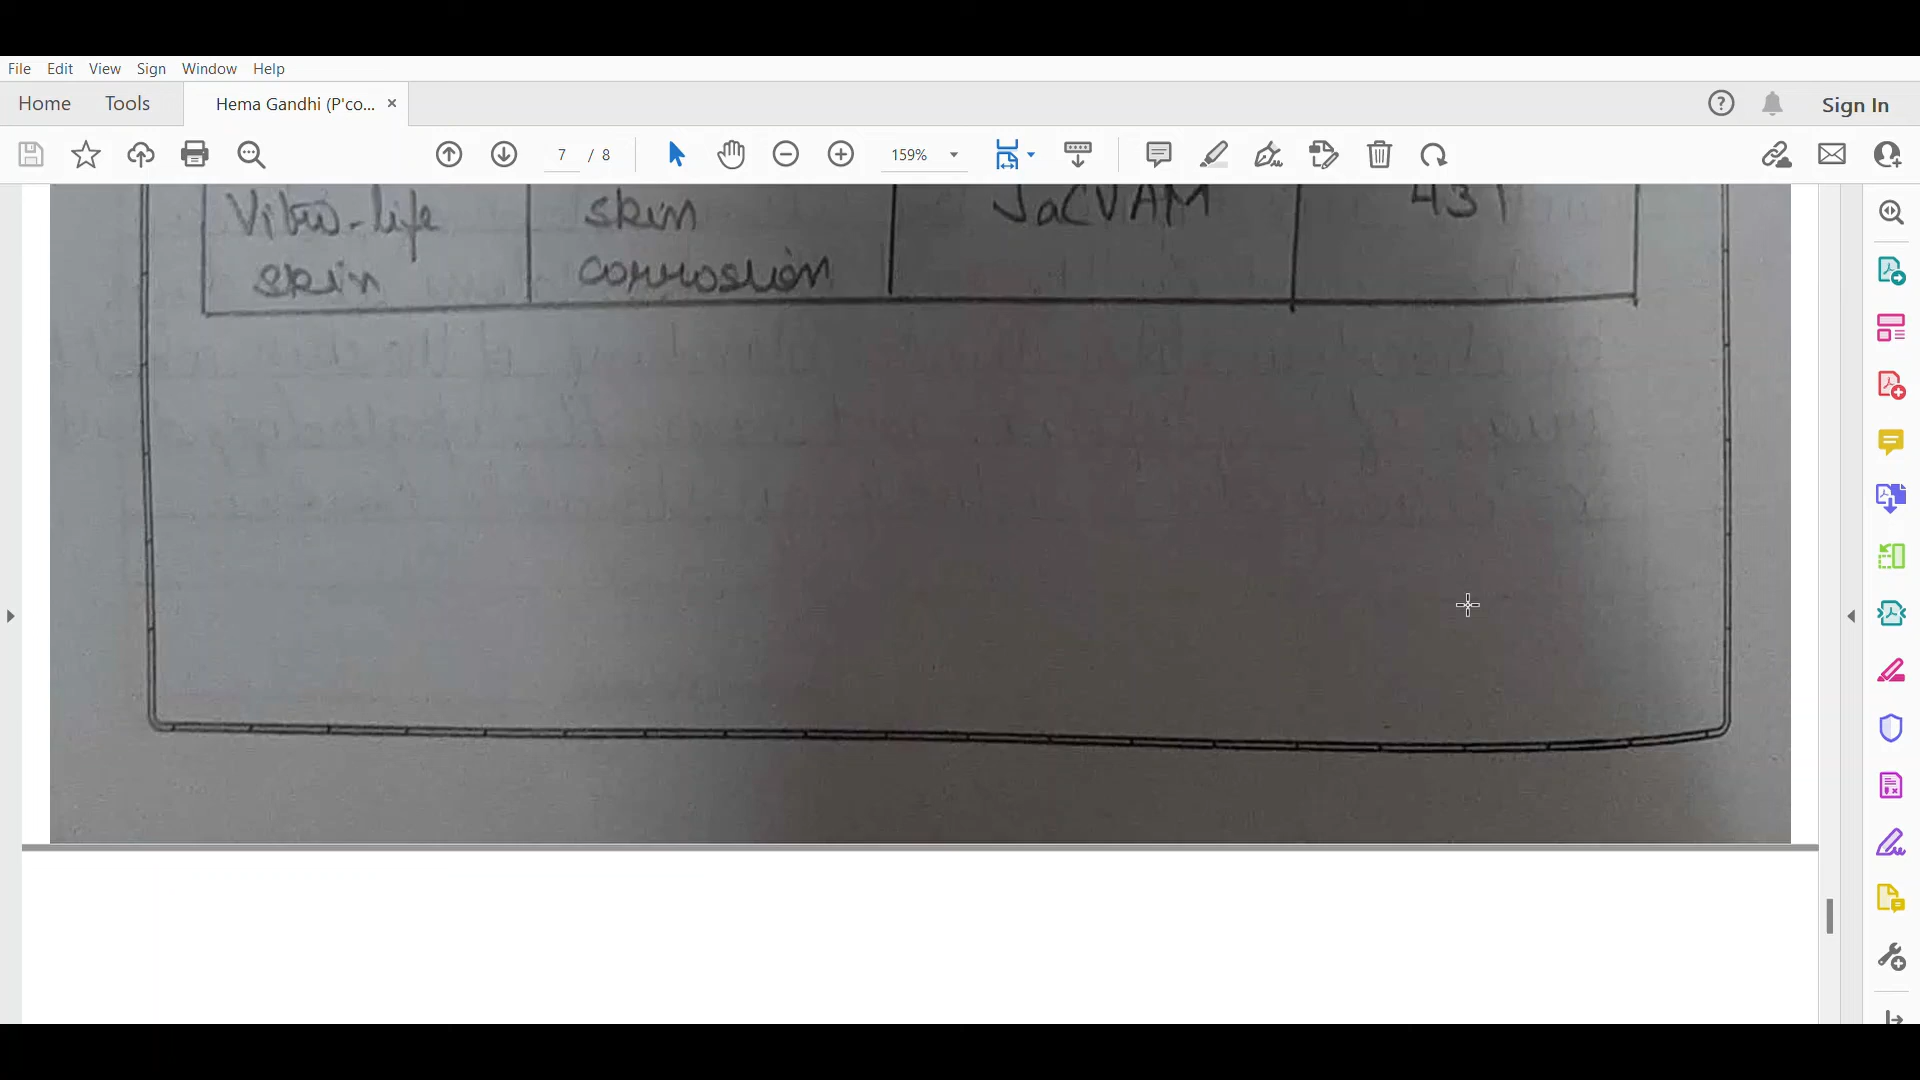 File Edit View Sign Window Help
Home Tools Hema Gandhi (P'co... × Sign In
7 / 8 159%
Vitro-life skin JaCVAM 431
skin corrosion